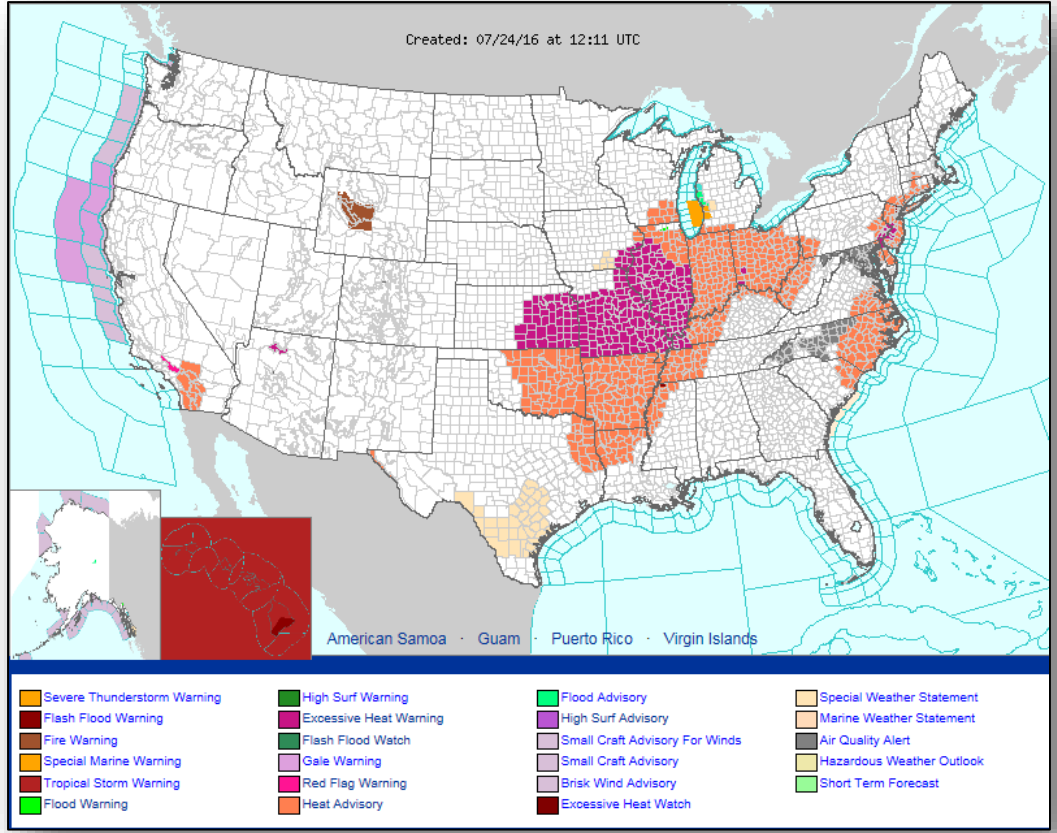 Created: 07/24/16 at 12:11 UTC
American Samoa · Guam · Puerto Rico · Virgin Islands
Severe Thunderstorm Warning
Flash Flood Warning
Fire Warning
Special Marine Warning
Tropical Storm Warning
Flood Warning
High Surf Warning
Excessive Heat Warning
Flash Flood Watch
Gale Warning
Red Flag Warning
Heat Advisory
Flood Advisory
High Surf Advisory
Small Craft Advisory For Winds
Small Craft Advisory
Brisk Wind Advisory
Excessive Heat Watch
Special Weather Statement
Marine Weather Statement
Air Quality Alert
Hazardous Weather Outlook
Short Term Forecast